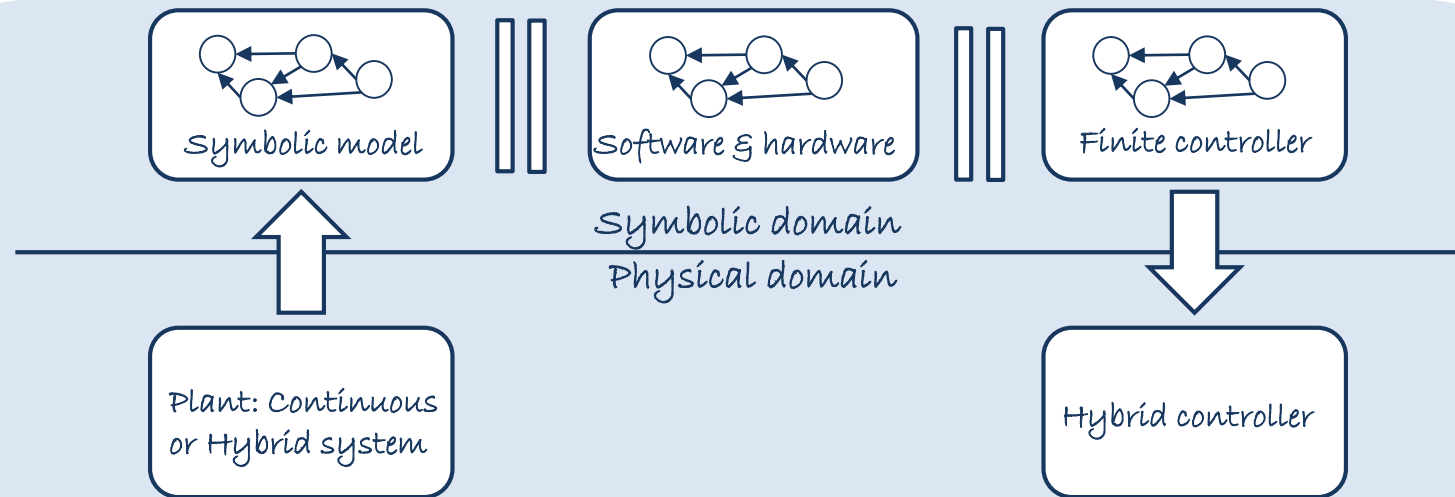 Symbolic model
Software & hardware
Finite controller
Symbolic domain
Physical domain
Plant: Continuous
or Hybrid system
Hybrid controller